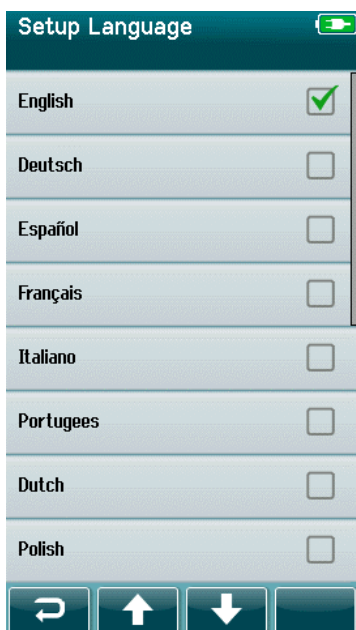 Setup Language
English
Deutsch
Español
Français
Italiano
Portugees
Dutch
Polish